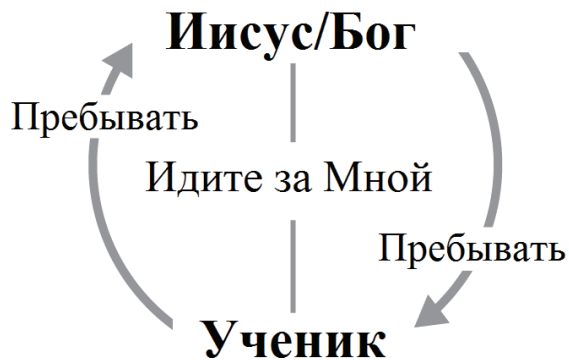 Иисус/Бог
Пребывать
Идите за Мной
Пребывать
Ученик